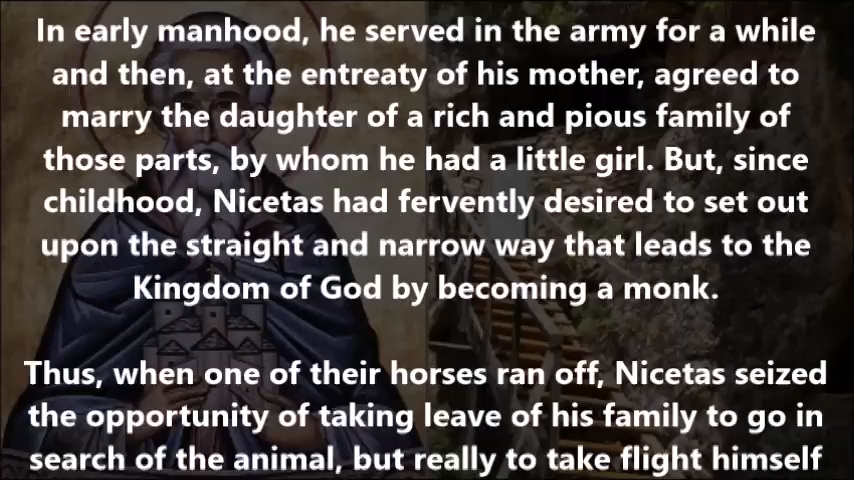 In early manhood, he served in the army for a while
and then, at the entreaty of his mother, agreed to
marry the daughter of a rich and pious family of
those parts, by whom he had a little girl. But, since
childhood, Nicetas had fervently desired to set out
upon the straight and narrow way that leads to the
Kingdom of God by becoming a monk.
Thus, when one of their horses ran off, Nicetas seized
the opportunity of taking leave of his family to go in
search of the animal, but really to take flight himself